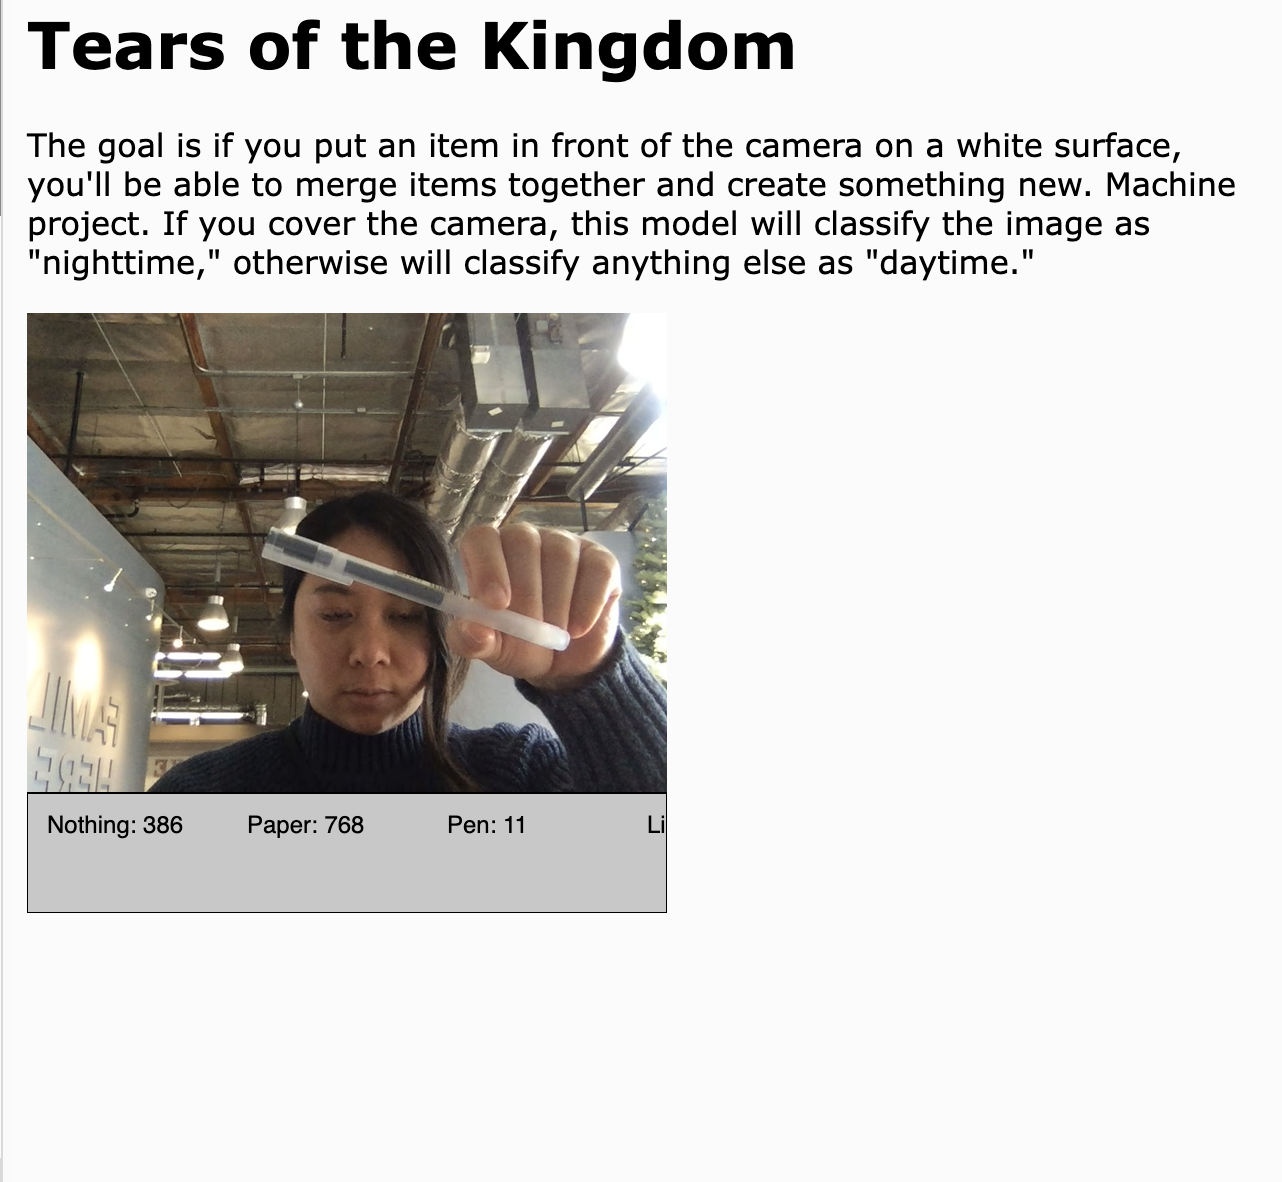 Tears of the Kingdom
The goal is if you put an item in front of the camera on a white surface,
you'll be able to merge items together and create something new. Machine
project. If you cover the camera, this model will classify the image as
"nighttime," otherwise will classify anything else as "daytime."
FAMIL
HERE
Nothing: 386 Paper: 768 Pen: 11 Li